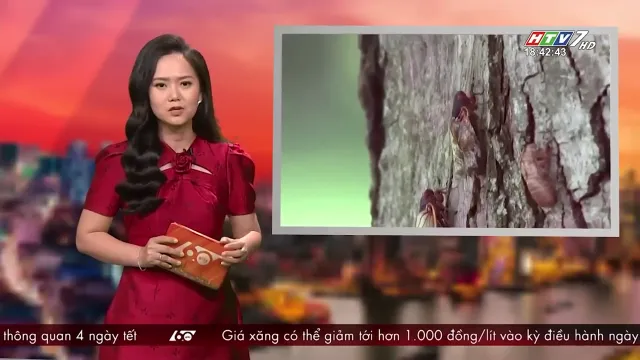 HTV7 HD
18:42:43
thông quan 4 ngày tết
60
Giá xăng có thể giảm tới hơn 1.000 đồng/lít vào kỳ điều hành ngày